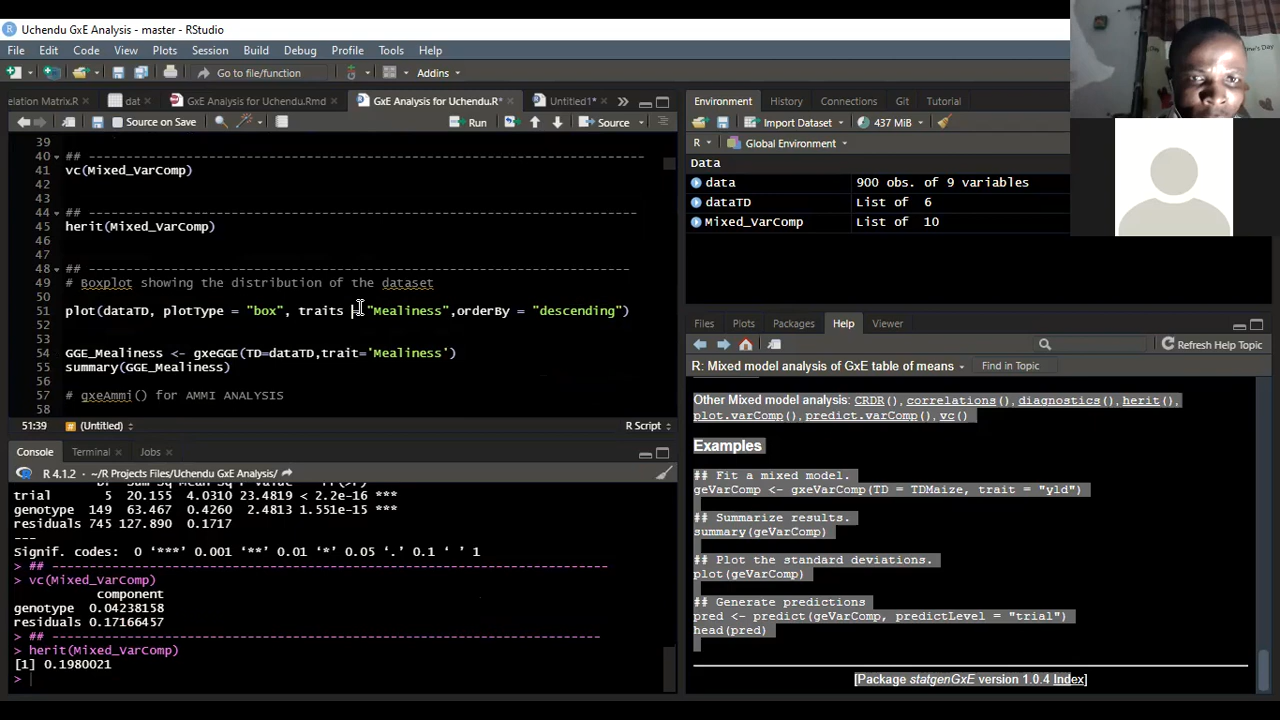 Uchendu GxE Analysis - master - RStudio
File Edit Code View Plots Session Build Debug Profile Tools Help
Go to file/function Addins
elation Matrix.R dat GxE Analysis for Uchendu.Rmd GxE Analysis for Uchendu.R* Untitled1*
Source on Save Run Source
39
40 ## --------------------------------------------------------------------------
41 vc(Mixed_VarComp)
42
43
44 ## -------------------------------------------------------------------------
45 herit(Mixed_VarComp)
46
47
48 ## ------------------------------------------------------------------------
49 # Boxplot showing the distribution of the dataset
50
51 plot(dataTD, plotType = "box", traits = "Mealiness",orderBy = "descending")
52
53
54 GGE_Mealiness <- gxeGGE(TD=dataTD,trait='Mealiness')
55 summary(GGE_Mealiness)
56
57 # gxeAmmi() for AMMI ANALYSIS
58
51:39 (Untitled) R Script
Console Terminal Jobs
R 4.1.2 · ~/R Projects Files/Uchendu GxE Analysis/
trial 5 20.155 4.0310 23.4819 < 2.2e-16 ***
genotype 149 63.467 0.4260 2.4813 1.551e-15 ***
residuals 745 127.890 0.1717
---
signif. codes: 0 ‘***’ 0.001 ‘**’ 0.01 ‘*’ 0.05 ‘.’ 0.1 ‘ ’ 1
> ## ---------------------------------------------------------------------
> vc(Mixed_VarComp)
component
genotype 0.04238158
residuals 0.17166457
> ## --------------------------------------------------------------------
> herit(Mixed_VarComp)
[1] 0.1980021
>
Environment History Connections Git Tutorial
Import Dataset 437 MiB
R Global Environment
Data
data 900 obs. of 9 variables
dataTD List of 6
Mixed_VarComp List of 10
Files Plots Packages Help Viewer
Refresh Help Topic
R: Mixed model analysis of GxE table of means Find in Topic
Other Mixed model analysis: CRDR(), correlations(), diagnostics(), herit(),
plot.varComp(), predict.varComp(), vc()
Examples
## Fit a mixed model.
geVarComp <- gxeVarComp(TD = TDMaize, trait = "yld")
## Summarize results.
summary(geVarComp)
## Plot the standard deviations.
plot(geVarComp)
## Generate predictions
pred <- predict(geVarComp, predictLevel = "trial")
head(pred)
[Package statgenGxE version 1.0.4 Index]